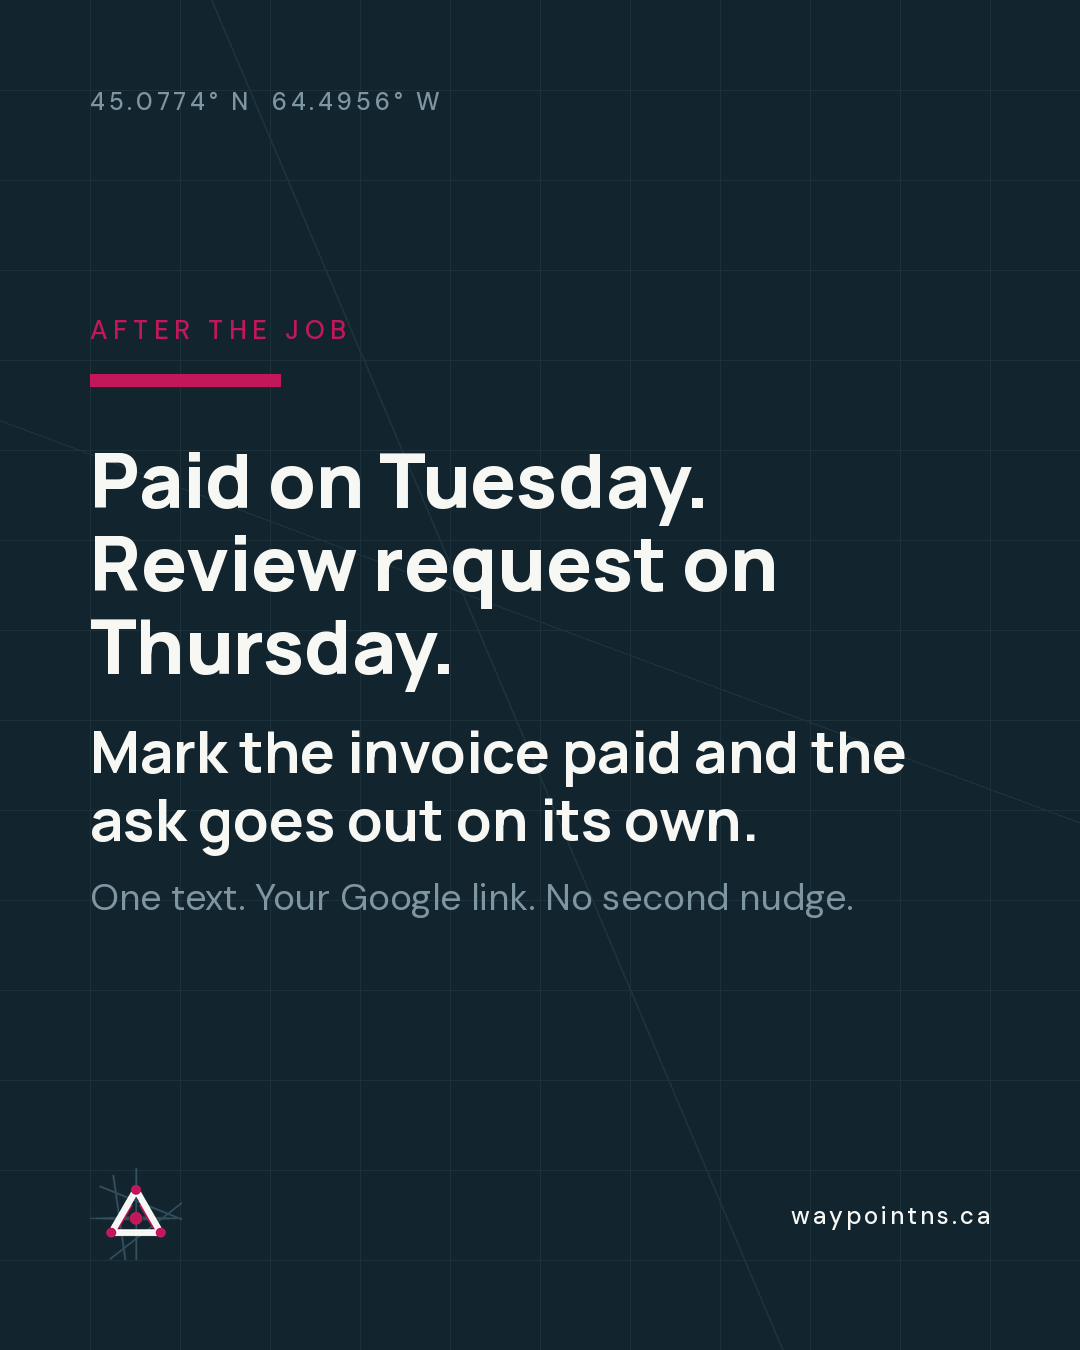 45.0774° N  64.4956° W
AFTER THE JOB
Paid on Tuesday.
Review request on
Thursday.
Mark the invoice paid and the
ask goes out on its own.
One text. Your Google link. No second nudge.
waypointns.ca